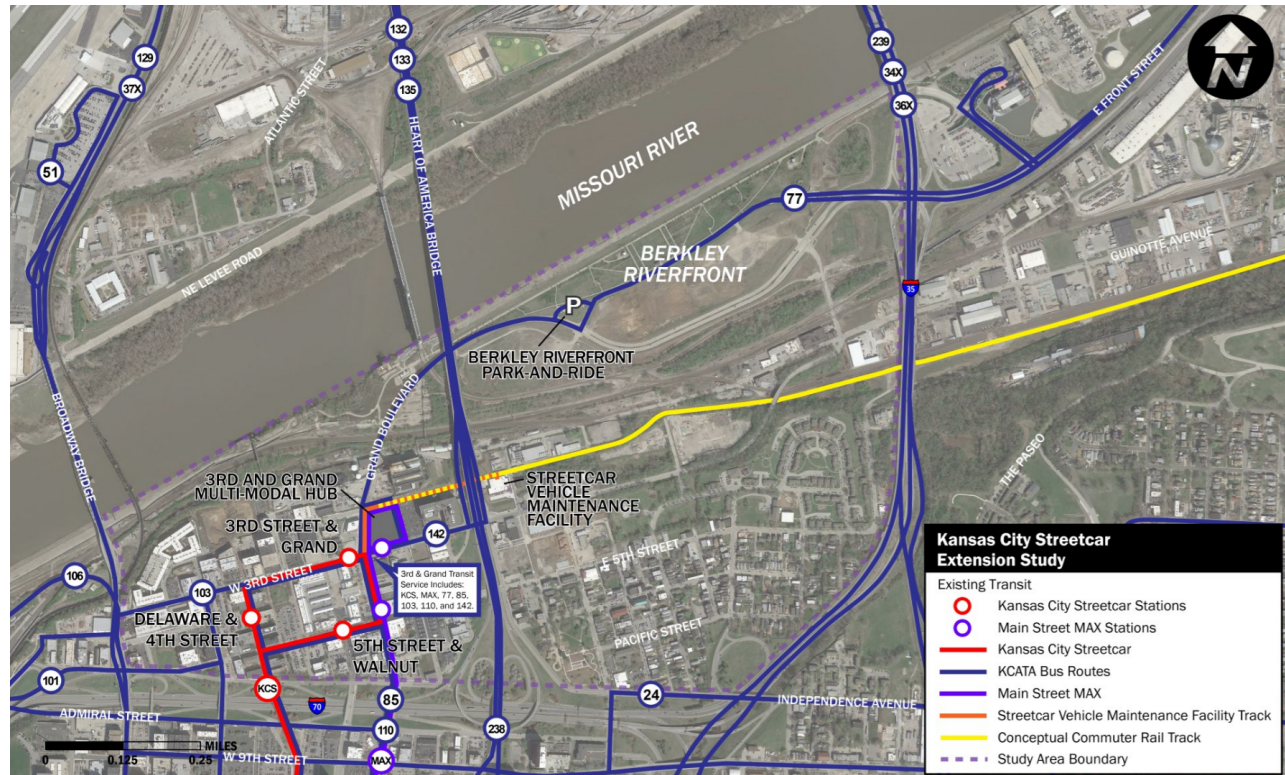 132
133
135
129
37X
51
239
34X
36X
N
ATLANTIC STREET
HEART OF AMERICA BRIDGE
MISSOURI RIVER
E FRONT STREET
77
NE LEVEE ROAD
BERKLEY
RIVERFRONT
GUINOTTE AVENUE
35
P
BERKLEY RIVERFRONT
PARK-AND-RIDE
GRAND BOULEVARD
BROADWAY BRIDGE
THE PASEO
3RD AND GRAND
MULTI-MODAL HUB
STREETCAR
VEHICLE
MAINTENANCE
FACILITY
3RD STREET &
GRAND
142
E 5TH STREET
106
103
W 3RD STREET
3rd & Grand Transit
Service Includes:
KCS, MAX, 77, 85,
103, 110, and 142.
DELAWARE &
4TH STREET
5TH STREET &
WALNUT
PACIFIC STREET
101
KCS
70
85
24
INDEPENDENCE AVENUE
ADMIRAL STREET
110
238
MILES
0
0.125
0.25
W 9TH STREET
MAX
Kansas City Streetcar
Extension Study
Existing Transit
Kansas City Streetcar Stations
Main Street MAX Stations
Kansas City Streetcar
KCATA Bus Routes
Main Street MAX
Streetcar Vehicle Maintenance Facility Track
Conceptual Commuter Rail Track
Study Area Boundary